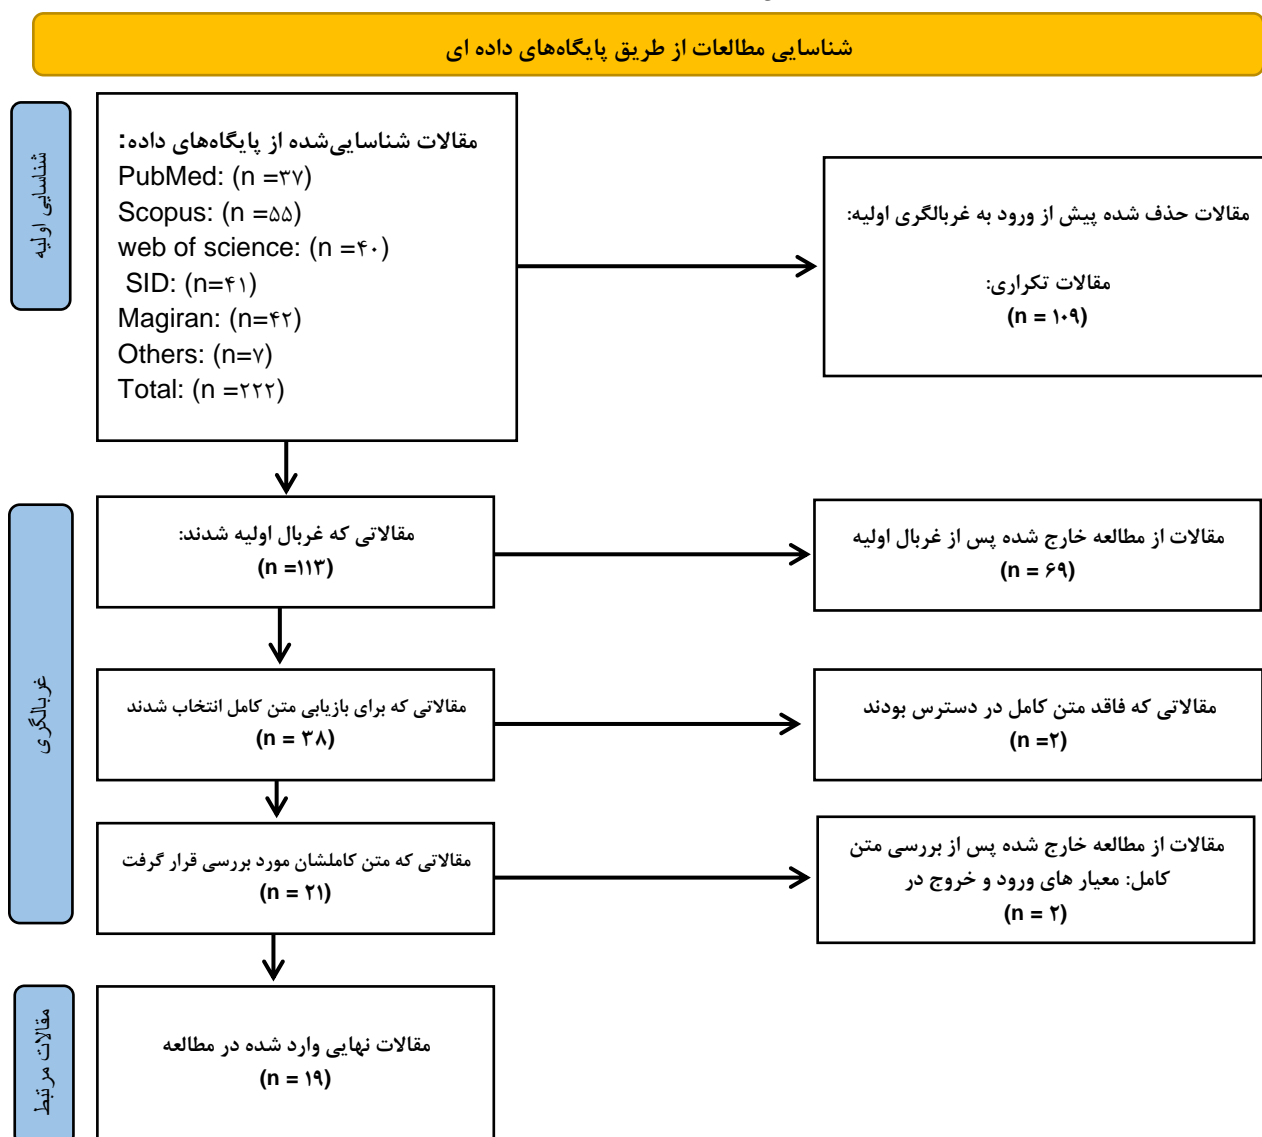 شناسایی مطالعات از طریق پایگاه‌های داده ای
شناسایی اولیه
مقالات شناسایی‌شده از پایگاه‌های داده:
PubMed: (n =۳۷)
Scopus: (n =۵۵)
web of science: (n =۴۰)
SID: (n=۴۱)
Magiran: (n=۴۲)
Others: (n=۷)
Total: (n =۲۲۲)
مقالات حذف شده پیش از ورود به غربالگری اولیه:
مقالات تکراری:
(n = ۱۰۹)
غربالگری
مقالاتی که غربال اولیه شدند:
(n =۱۱۳)
مقالات از مطالعه خارج شده پس از غربال اولیه
(n = ۶۹)
مقالاتی که برای بازیابی متن کامل انتخاب شدند
(n = ۳۸)
مقالاتی که فاقد متن کامل در دسترس بودند
(n =۲)
مقالاتی که متن کاملشان مورد بررسی قرار گرفت
(n = ۲۱)
مقالات از مطالعه خارج شده پس از بررسی متن
کامل: معیار های ورود و خروج در
(n = ۲)
مقالات مرتبط
مقالات نهایی وارد شده در مطالعه
(n = ۱۹)